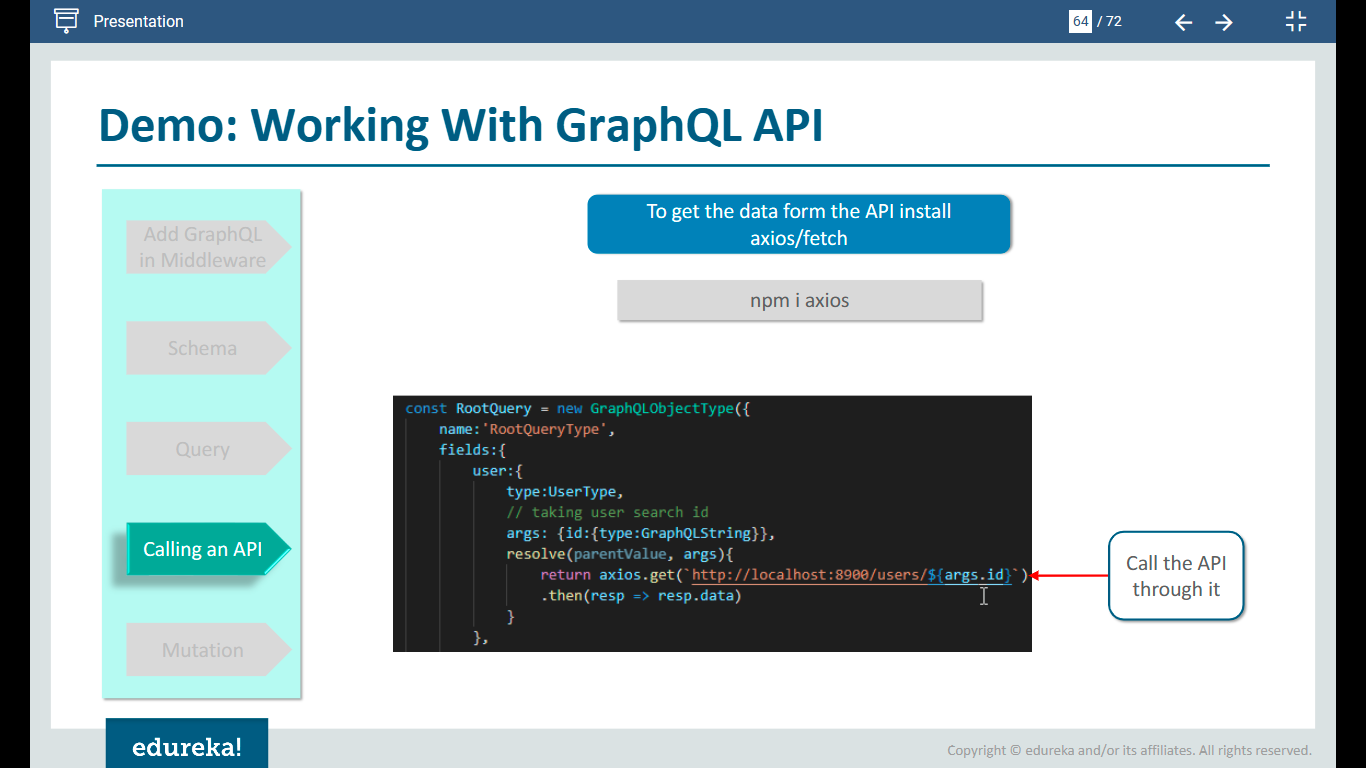 Presentation
64 / 72
Demo: Working With GraphQL API
Add GraphQL
in Middleware
Schema
Query
Calling an API
Mutation
To get the data form the API install
axios/fetch
npm i axios
const RootQuery = new GraphQLObjectType({
name:'RootQueryType',
fields:{
user:{
type:UserType,
// taking user search id
args: {id:{type:GraphQLString}},
resolve(parentValue, args){
return axios.get(`http://localhost:8900/users/${args.id}`)
.then(resp => resp.data)
}
},
Call the API
through it
edureka!
Copyright © edureka and/or its affiliates. All rights reserved.